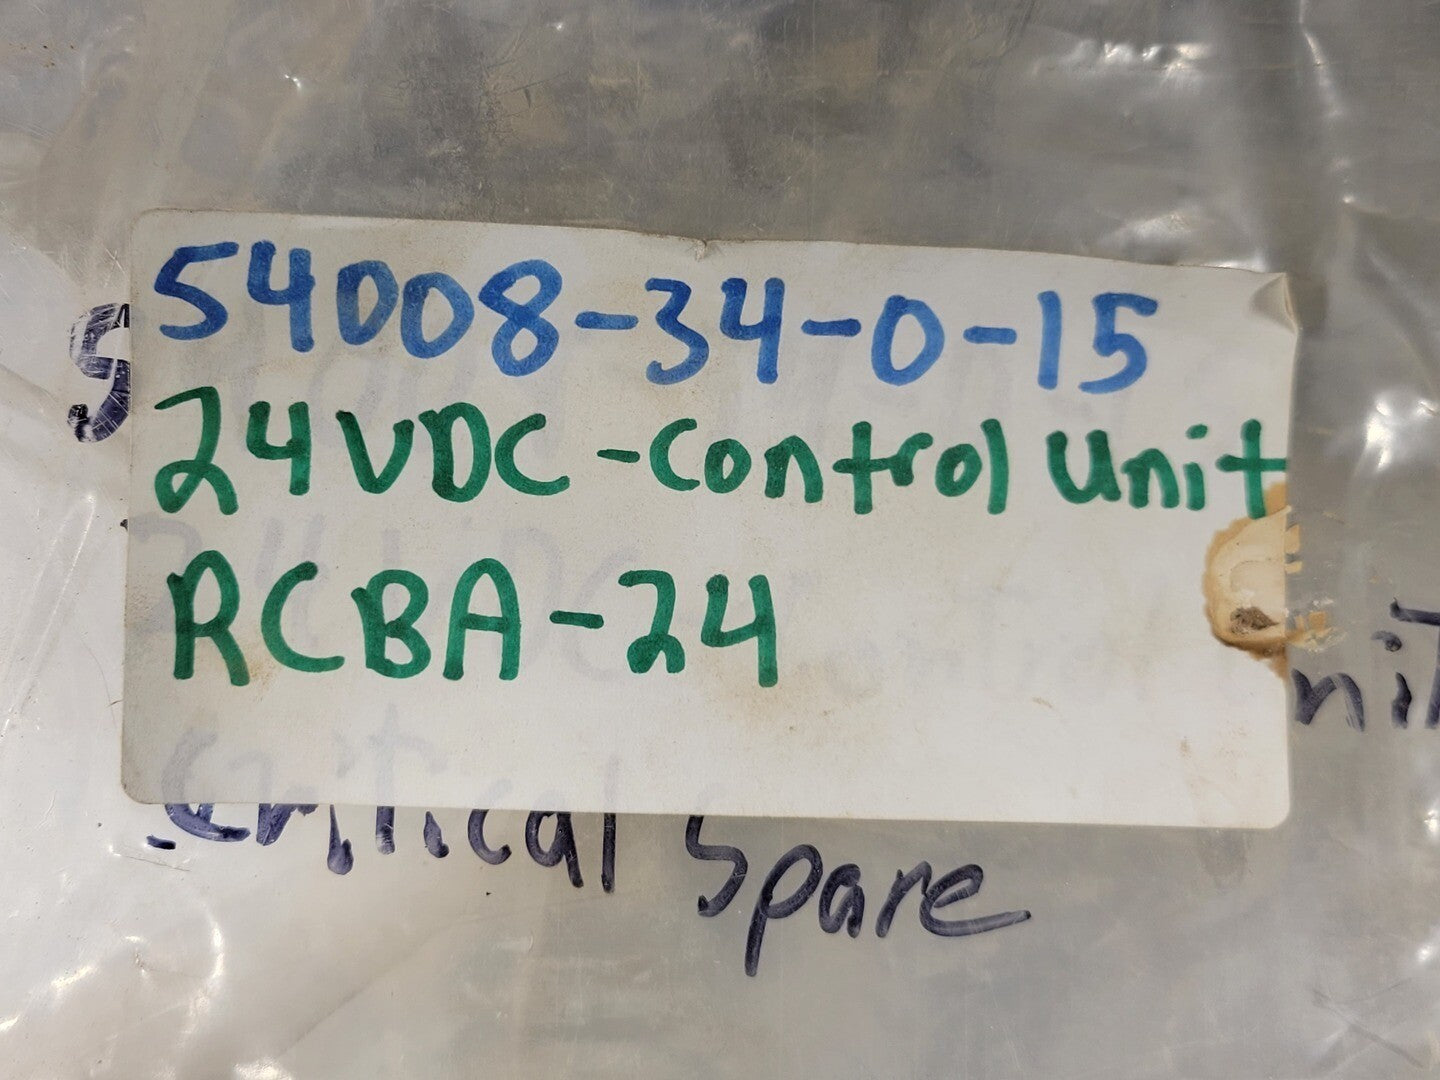 54008-34-0-15
24VDC-Control Unit
RCBA-24
Critical Spare